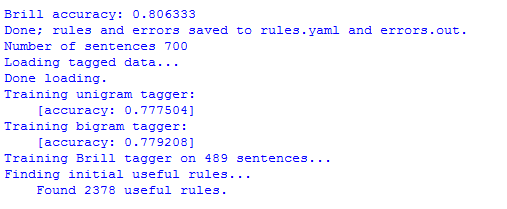 Brill accuracy: 0.806333
Done; rules and errors saved to rules.yaml and errors.out.
Number of sentences 700
Loading tagged data...
Done loading.
Training unigram tagger:
    [accuracy: 0.777504]
Training bigram tagger:
    [accuracy: 0.779208]
Training Brill tagger on 489 sentences...
Finding initial useful rules...
    Found 2378 useful rules.